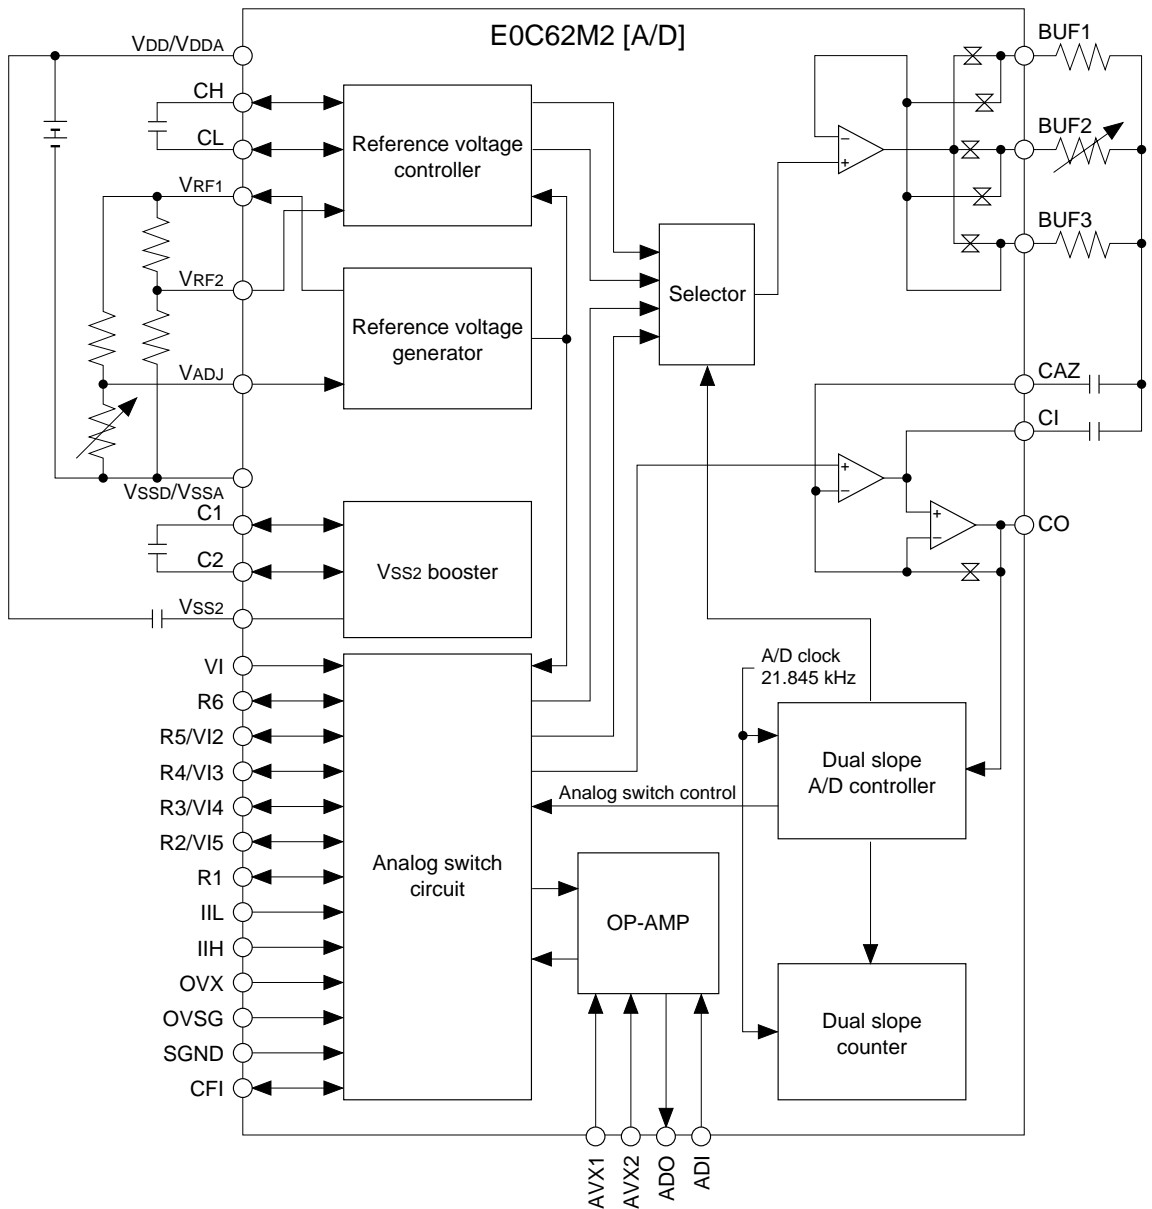 E0C62M2 [A/D]
VDD/VDDA
CH
CL
VRF1
VRF2
VADJ
VSSD/VSSA
C1
C2
VSS2
VI
R6
R5/VI2
R4/VI3
R3/VI4
R2/VI5
R1
IIL
IIH
OVX
OVSG
SGND
CFI
Reference voltage
controller
Reference voltage
generator
VSS2 booster
Analog switch
circuit
Selector
−
+
+
−
+
−
BUF1
BUF2
BUF3
CAZ
CI
CO
A/D clock
21.845 kHz
Dual slope
A/D controller
Analog switch control
OP-AMP
Dual slope
counter
AVX1
AVX2
ADO
ADI